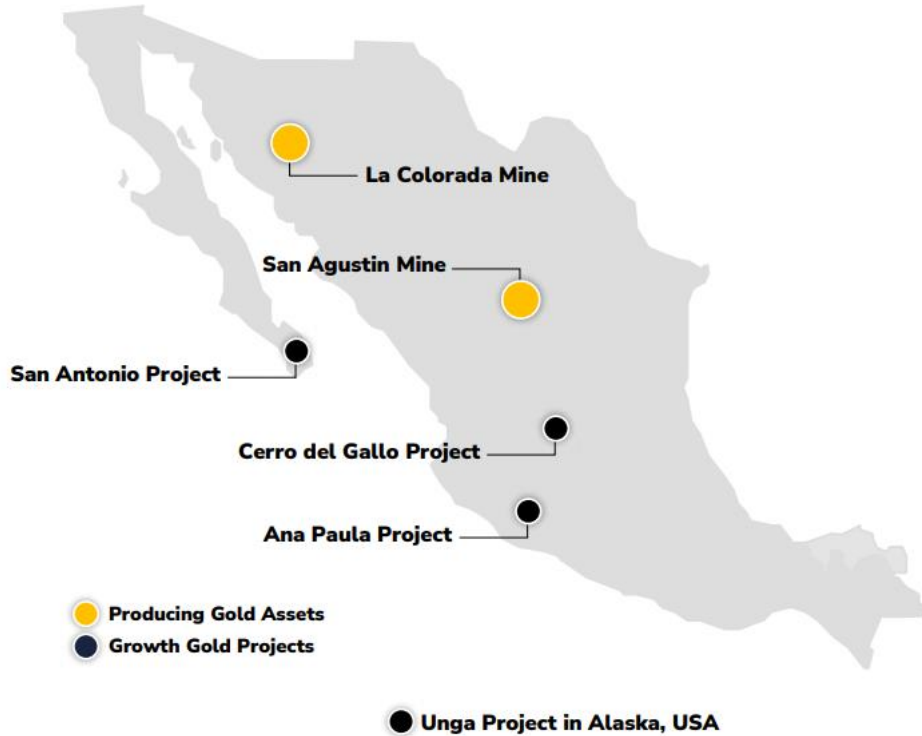 La Colorada Mine
San Agustin Mine
San Antonio Project
Cerro del Gallo Project
Ana Paula Project
Producing Gold Assets
Growth Gold Projects
Unga Project in Alaska, USA